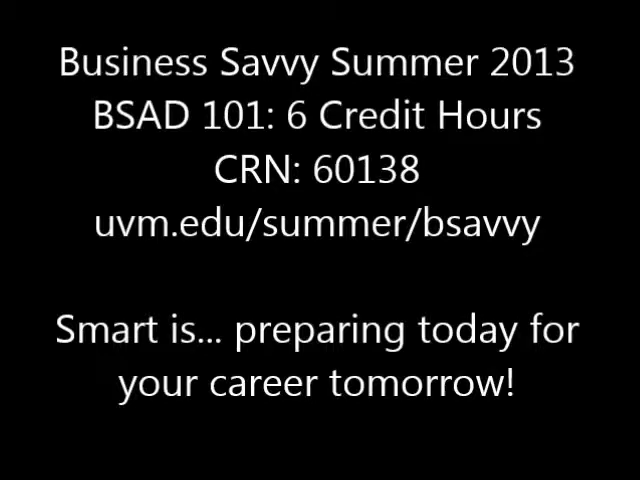 Business Savvy Summer 2013
BSAD 101: 6 Credit Hours
CRN: 60138
uvm.edu/summer/bsavvy
Smart is... preparing today for
your career tomorrow!